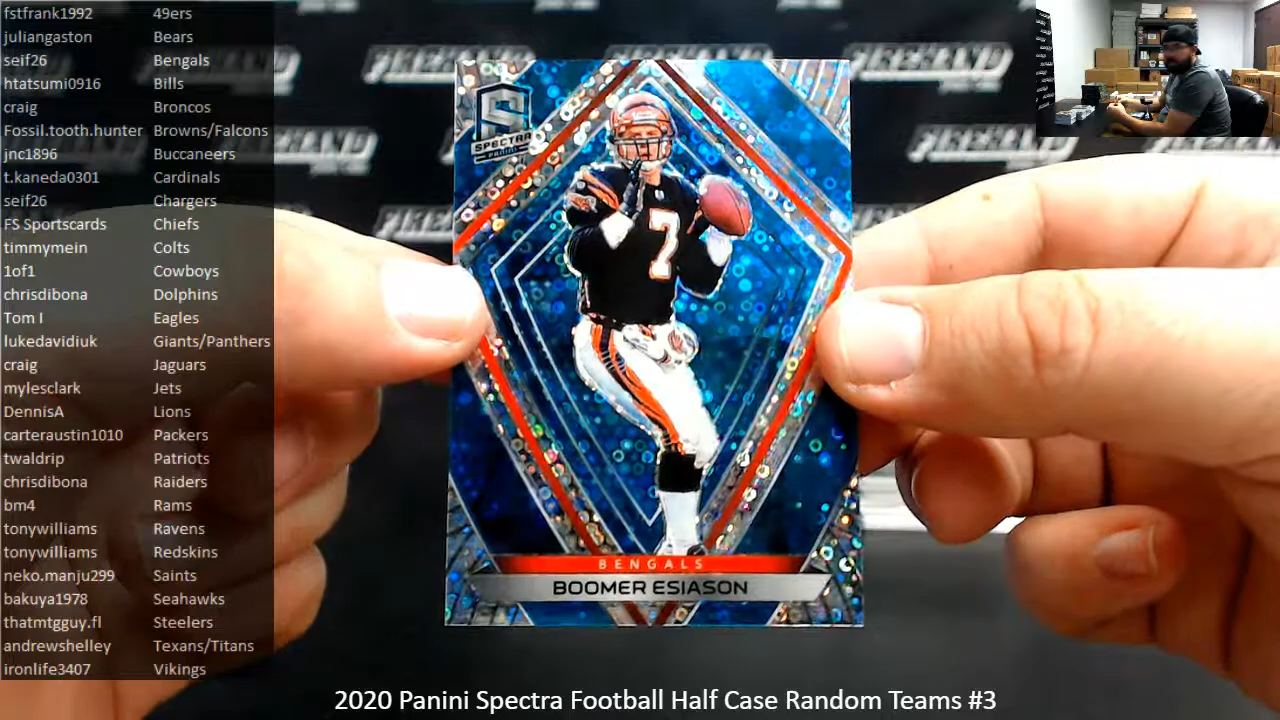 fstfrank1992 49ers
juliangaston Bears
seif26 Bengals
htatsumi0916 Bills
craig Broncos
Fossil.tooth.hunter Browns/Falcons
jnc1896 Buccaneers
t.kaneda0301 Cardinals
seif26 Chargers
FS Sportscards Chiefs
timmymein Colts
1of1 Cowboys
chrisdibona Dolphins
Tom I Eagles
lukedavidiuk Giants/Panthers
craig Jaguars
mylesclark Jets
DennisA Lions
carteraustin1010 Packers
twaldrip Patriots
chrisdibona Raiders
bm4 Rams
tonywilliams Ravens
tonywilliams Redskins
neko.manju299 Saints
bakuya1978 Seahawks
thatmtgguy.fl Steelers
andrewshelley Texans/Titans
ironlife3407 Vikings
S
SPECTRA
PANINI
7
BENGALS
BOOMER ESIASON
FIREHAND
2020 Panini Spectra Football Half Case Random Teams #3